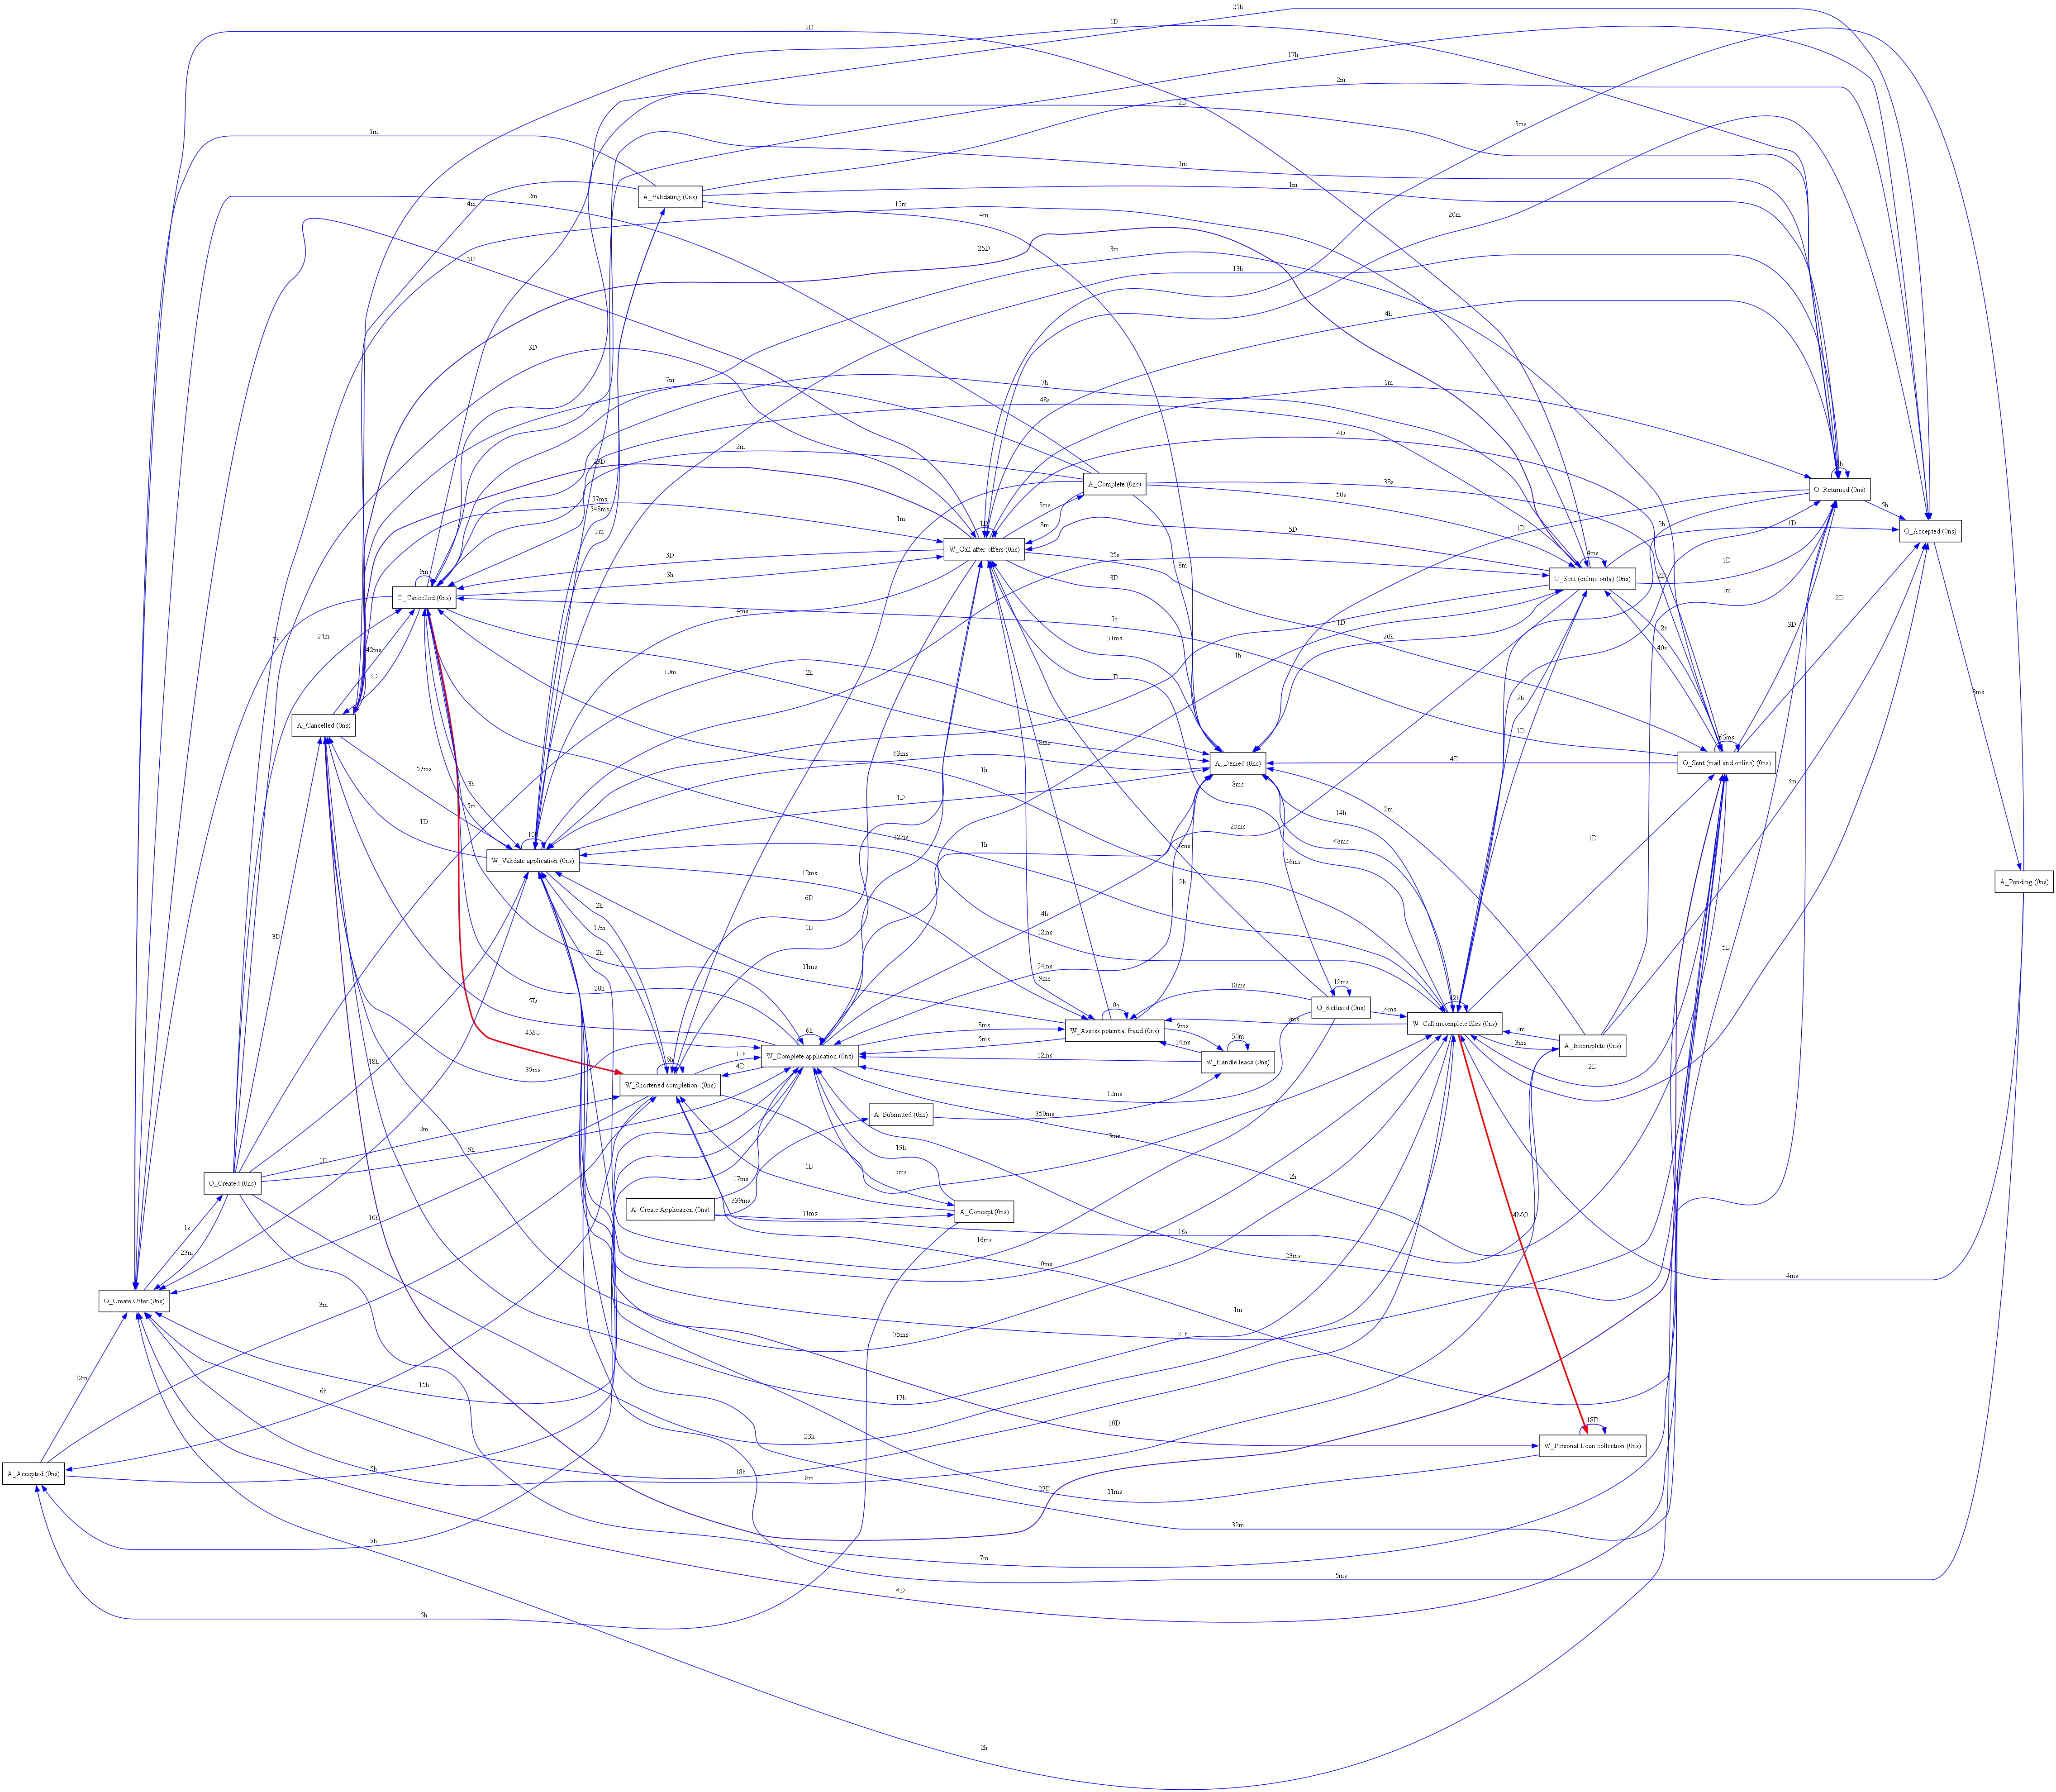 21h
3D
1D
17h
2m
2D
3ms
1m
1m
1m
A_Validating (0ns)
2m
4m
13m
4m
20m
25D
3m
5D
13h
4h
3D
7m
7h
1m
48s
4D
2m
28D
A_Complete (0ns)
38s
O_Returned (0ns)
57ms
548ms
3ms
50s
5h
8m
1D
3m
1D
5D
1D
2h
O_Accepted (0ns)
W_Call after offers (0ns)
3D
25s
4ms
1D
8m
9m
3h
3D
2D
O_Sent (online only) (0ns)
1m
O_Cancelled (0ns)
2D
14ms
5h
7h
24m
51ms
1D
20h
12s
3D
42ms
1h
40s
3D
10m
2h
1D
2h
8ms
A_Cancelled (0ns)
1D
65ms
63ms
A_Denied (0ns)
4D
O_Sent (mail and online) (0ns)
57ms
3h
1h
8ms
3m
5m
1D
14h
2m
1D
10h
12ms
1h
25ms
48ms
1D
16ms
46ms
W_Validate application (0ns)
12ms
2h
A_Pending (0ns)
2h
6D
17m
1D
4h
12ms
2h
11ms
34ms
9ms
18ms
12ms
5D
20h
10h
O_Refused (0ns)
14ms
12h
4MO
6h
8ms
W_Assess potential fraud (0ns)
9ms
50m
9ms
W_Call incomplete files (0ns)
2m
11h
5ms
14ms
3ms
A_Incomplete (0ns)
6h
W_Complete application (0ns)
12ms
W_Handle leads (0ns)
18h
39ms
4D
2D
W_Shortened completion (0ns)
12ms
A_Submitted (0ns)
350ms
2m
3ms
9h
19h
1D
1D
5ms
O_Created (0ns)
17ms
339ms
A_Create Application (0ns)
11ms
A_Concept (0ns)
4MO
10h
1s
16s
16ms
23m
23ms
10ms
4ms
O_Create Offer (0ns)
3m
1m
75ms
21h
12m
6h
15h
17h
10D
18D
23h
W_Personal Loan collection (0ns)
5h
18h
8m
A_Accepted (0ns)
27D
11ms
32m
9h
7m
5ms
4D
5h
2h